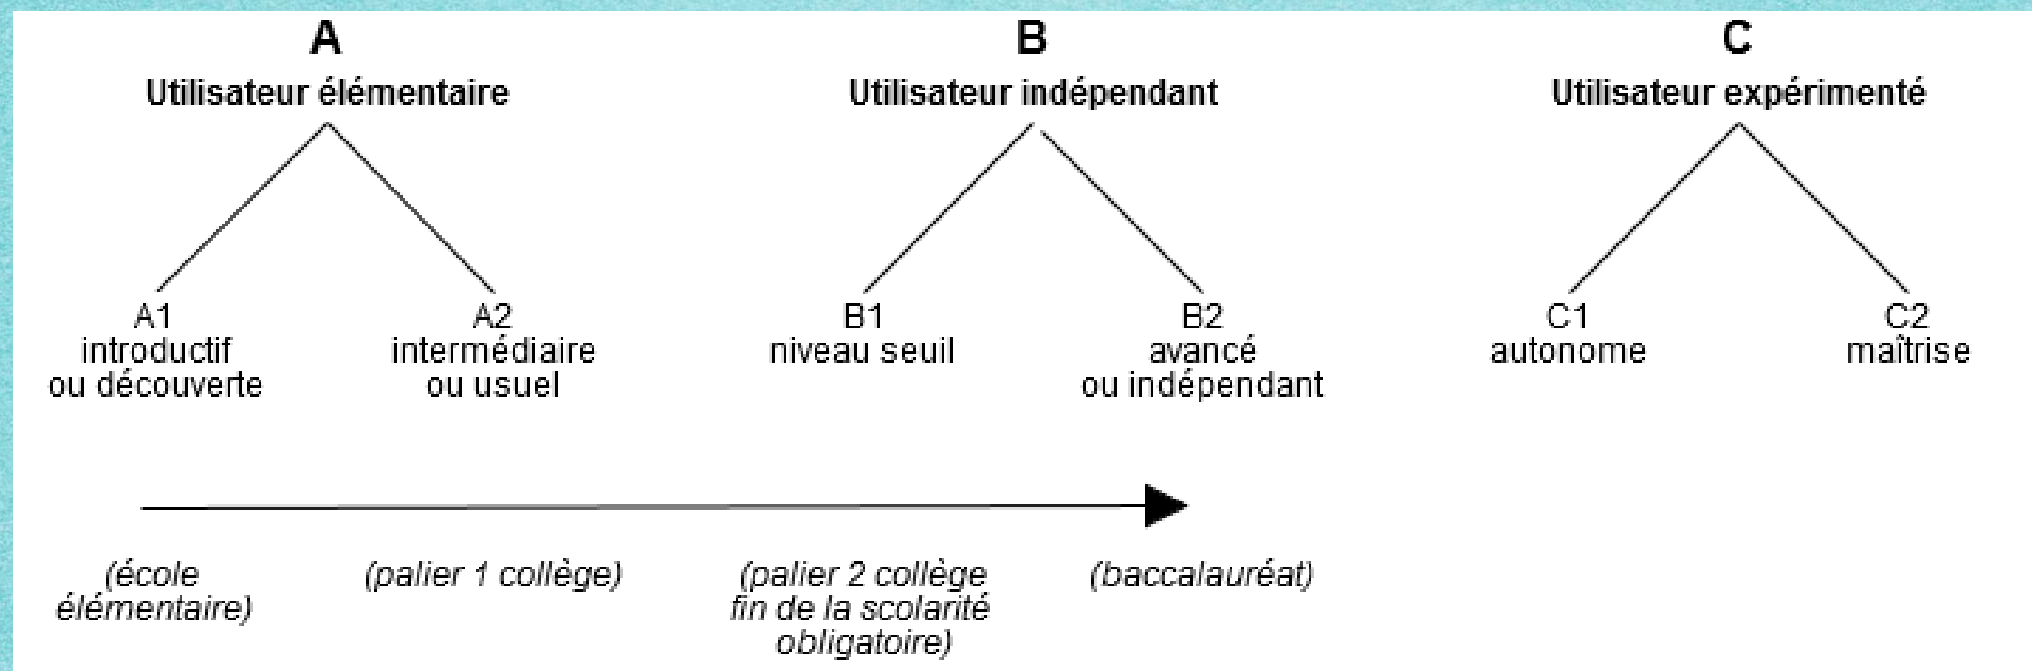 A
Utilisateur élémentaire
A1
introductif
ou découverte
A2
intermédiaire
ou usuel
B
Utilisateur indépendant
B1
niveau seuil
B2
avancé
ou indépendant
C
Utilisateur expérimenté
C1
autonome
C2
maîtrise
(école
élémentaire)
(palier 1 collège)
(palier 2 collège
fin de la scolarité
obligatoire)
(baccalauréat)